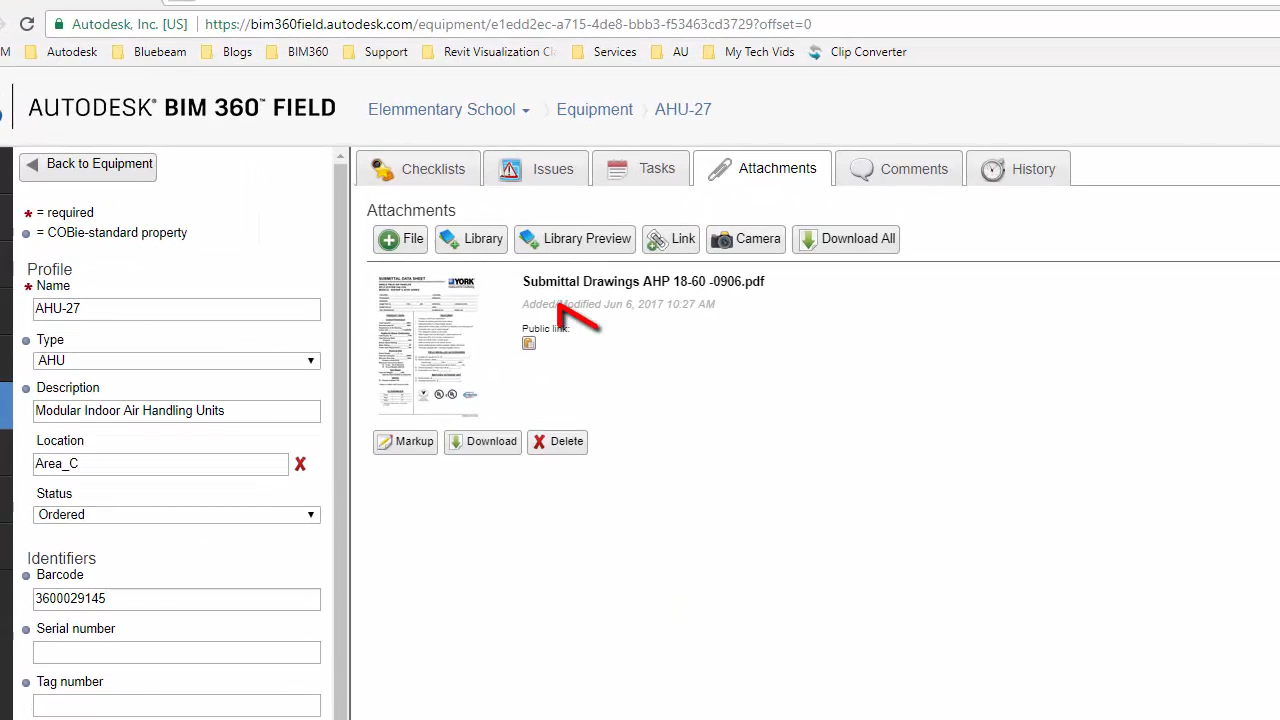 Autodesk, Inc. [US] https://bim360field.autodesk.com/equipment/e1edd2ec-a715-4de8-bbb3-f53463cd3729?offset=0
M Autodesk Bluebeam Blogs BIM360 Support Revit Visualization Cl Services AU My Tech Vids Clip Converter
AUTODESK® BIM 360™ FIELD Elemmentary School Equipment AHU-27
Back to Equipment
Checklists Issues Tasks Attachments Comments History
* = required
= COBie-standard property
Profile
* Name
AHU-27
Type
AHU
Description
Modular Indoor Air Handling Units
Location
Area_C
Status
Ordered
Identifiers
Barcode
3600029145
Serial number
Tag number
Attachments
File Library Library Preview Link Camera Download All
SUBMITTAL DATA SHEET
YORK
Submittal Drawings AHP 18-60 -0906.pdf
Added/Modified Jun 6, 2017 10:27 AM
Public link:
Markup Download Delete